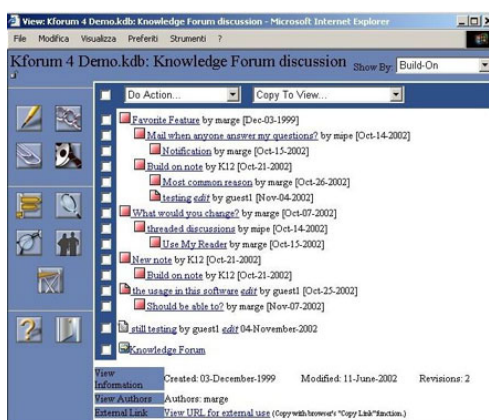 View: Kforum 4 Demo.kdb: Knowledge Forum discussion - Microsoft Internet Explorer
File Modifica Visualizza Preferiti Strumenti ?
Kforum 4 Demo.kdb: Knowledge Forum discussion Show By: Build-On
Do Action... Copy To View...
Favorite Feature by marge [Dec-03-1999]
Mail when anyone answer my questions? by mipe [Oct-14-2002]
Notification by marge [Oct-15-2002]
Build on note by K12 [Oct-21-2002]
Most common reason by marge [Oct-26-2002]
testing edit by guest1 [Nov-04-2002]
What would you change? by marge [Oct-07-2002]
threaded discussions by mipe [Oct-14-2002]
Use My Reader by marge [Oct-15-2002]
New note by K12 [Oct-21-2002]
Build on note by K12 [Oct-21-2002]
the usage in this software edit by guest1 [Oct-25-2002]
Should be able to? by marge [Nov-07-2002]
still testing by guest1 edit 04-November-2002
Knowledge Forum
View Information Created: 03-December-1999 Modified: 11-June-2002 Revisions: 2
View Authors Authors: marge
External Link View URL for external use (Copy with browser's "Copy Link" function.)